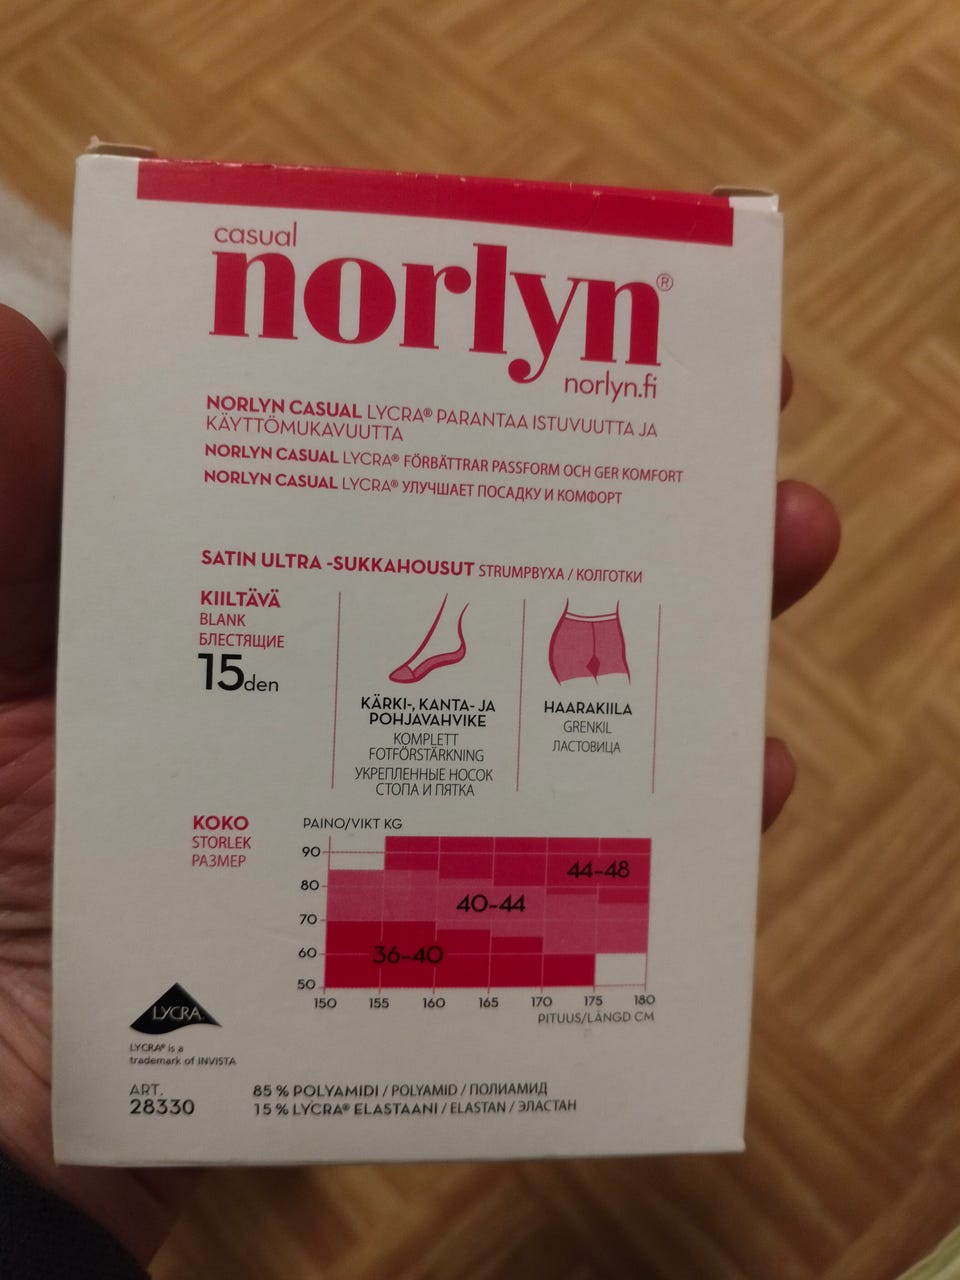 casual
norlyn®
norlyn.fi
NORLYN CASUAL LYCRA® PARANTAA ISTUVUUTTA JA
KÄYTTÖMUKAVUUTTA
NORLYN CASUAL LYCRA® FÖRBÄTTRAR PASSFORM OCH GER KOMFORT
NORLYN CASUAL LYCRA® УЛУЧШАЕТ ПОСАДКУ И КОМФОРТ
SATIN ULTRA -SUKKAHOUSUT STRUMPBYXA / КОЛГОТКИ
KIILTÄVÄ
BLANK
БЛЕСТЯЩИЕ
15den
KÄRKI-, KANTA- JA
POHJAVAHVIKE
KOMPLETT
FOTFÖRSTÄRKNING
УКРЕПЛЕННЫЕ НОСОК
СТОПА И ПЯТКА
HAARAKIILA
GRENKIL
ЛАСТОВИЦА
KOKO
STORLEK
РАЗМЕР
PAINO/VIKT KG
90
80
70
60
50
44-48
40-44
36-40
150 155 160 165 170 175 180
PITUUS/LÄNGD CM
LYCRA
LYCRA® is a
trademark of INVISTA
ART.
28330
85 % POLYAMIDI / POLYAMID / ПОЛИАМИД
15 % LYCRA® ELASTAANI / ELASTAN / ЭЛАСТАН